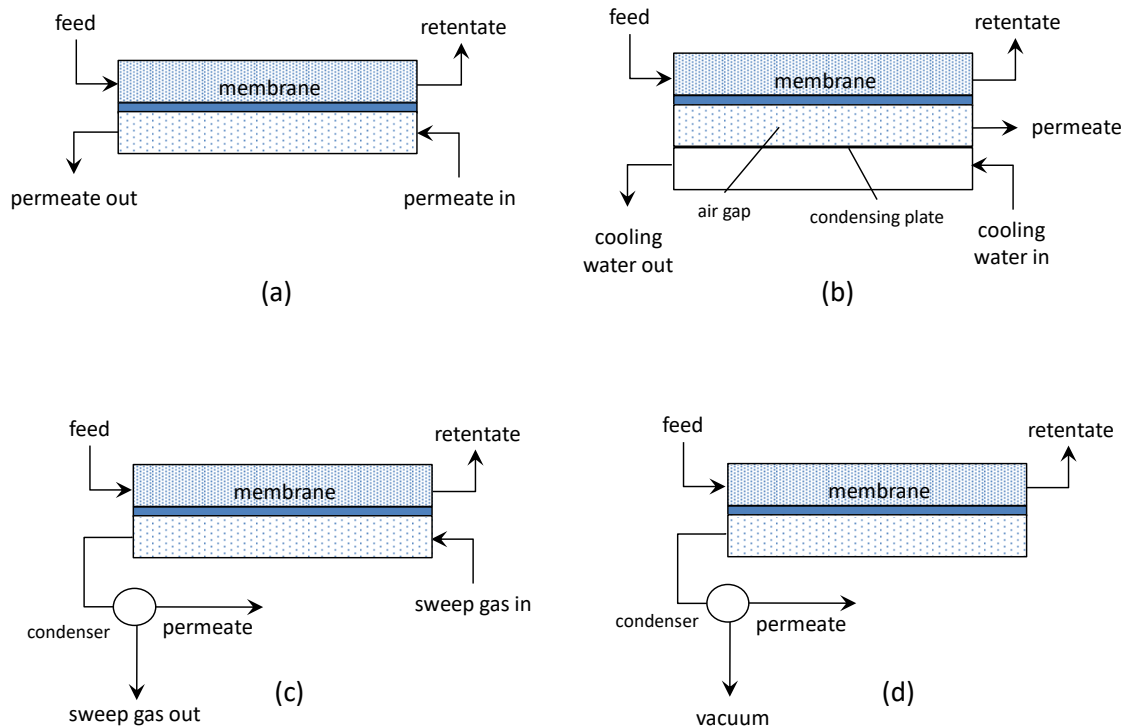 feed
retentate
membrane
permeate out
permeate in
(a)
feed
retentate
membrane
permeate
air gap
condensing plate
cooling
water out
cooling
water in
(b)
feed
retentate
membrane
condenser
permeate
sweep gas in
sweep gas out
(c)
feed
retentate
membrane
condenser
permeate
vacuum
(d)